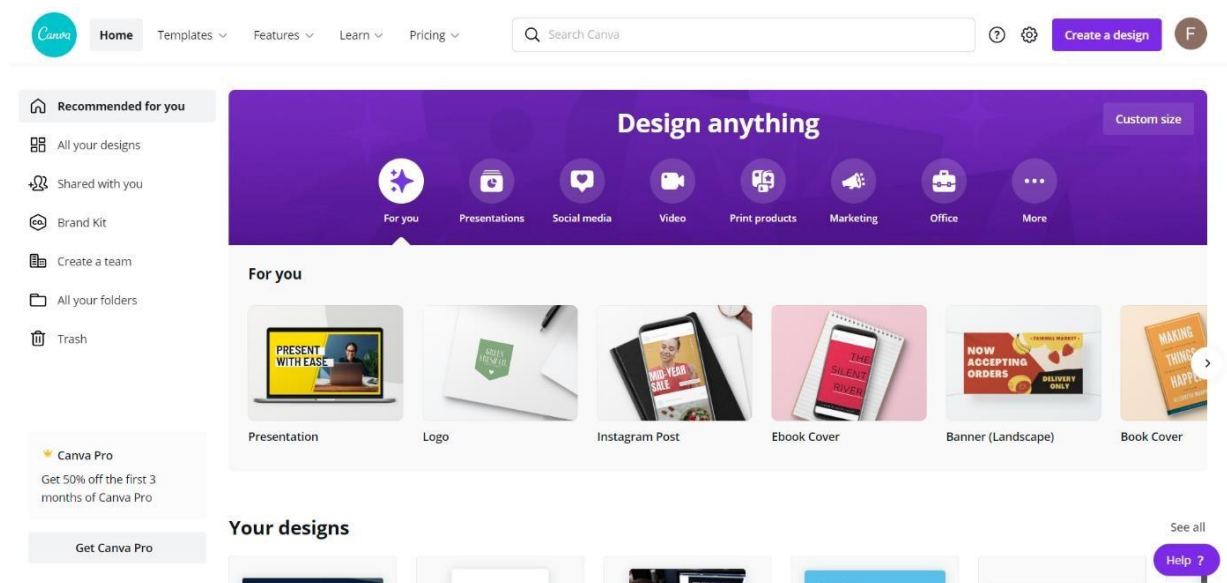 Canva
Home Templates Features Learn Pricing Search Canva ? Create a design F
Recommended for you
All your designs
Shared with you
Brand Kit
Create a team
All your folders
Trash
Canva Pro
Get 50% off the first 3
months of Canva Pro
Get Canva Pro
Design anything
Custom size
For you Presentations Social media Video Print products Marketing Office More
For you
PRESENT
WITH EASE
MID-YEAR
SALE
THE
SILENT
RIVER
NOW
ACCEPTING
ORDERS
DELIVERY
ONLY
MAKING
Presentation Logo Instagram Post Ebook Cover Banner (Landscape) Book Cover
Your designs
See all
Help ?